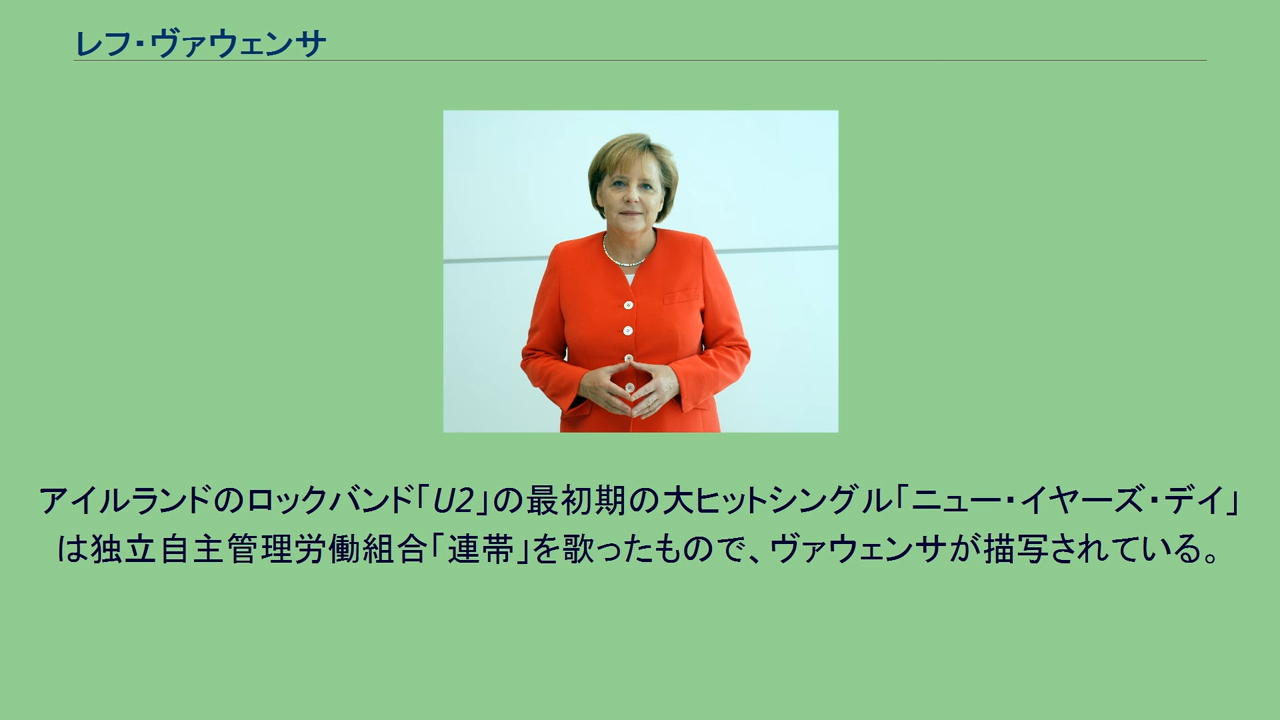 レフ・ヴァウェンサ
アイルランドのロックバンド「U2」の最初期の大ヒットシングル「ニュー・イヤーズ・デイ」
は独立自主管理労働組合「連帯」を歌ったもので、ヴァウェンサが描写されている。